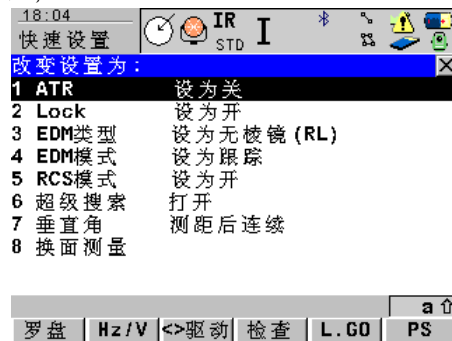 18:04
快速设置
IR
STD
I
改变设置为:
1 ATR 设为关
2 Lock 设为开
3 EDM类型 设为无棱镜(RL)
4 EDM模式 设为跟踪
5 RCS模式 设为开
6 超级搜索 打开
7 垂直角 测距后连续
8 换面测量
a
罗盘 Hz/V <>驱动 检查 L.GO PS